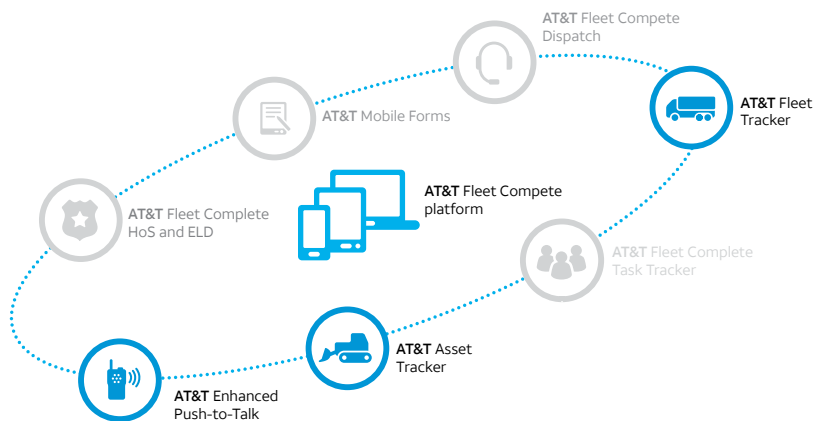 AT&T Fleet Compete
Dispatch
AT&T Fleet
Tracker
AT&T Mobile Forms
AT&T Fleet Compete
platform
AT&T Fleet Complete
HoS and ELD
AT&T Fleet Complete
Task Tracker
AT&T Asset
Tracker
AT&T Enhanced
Push-to-Talk